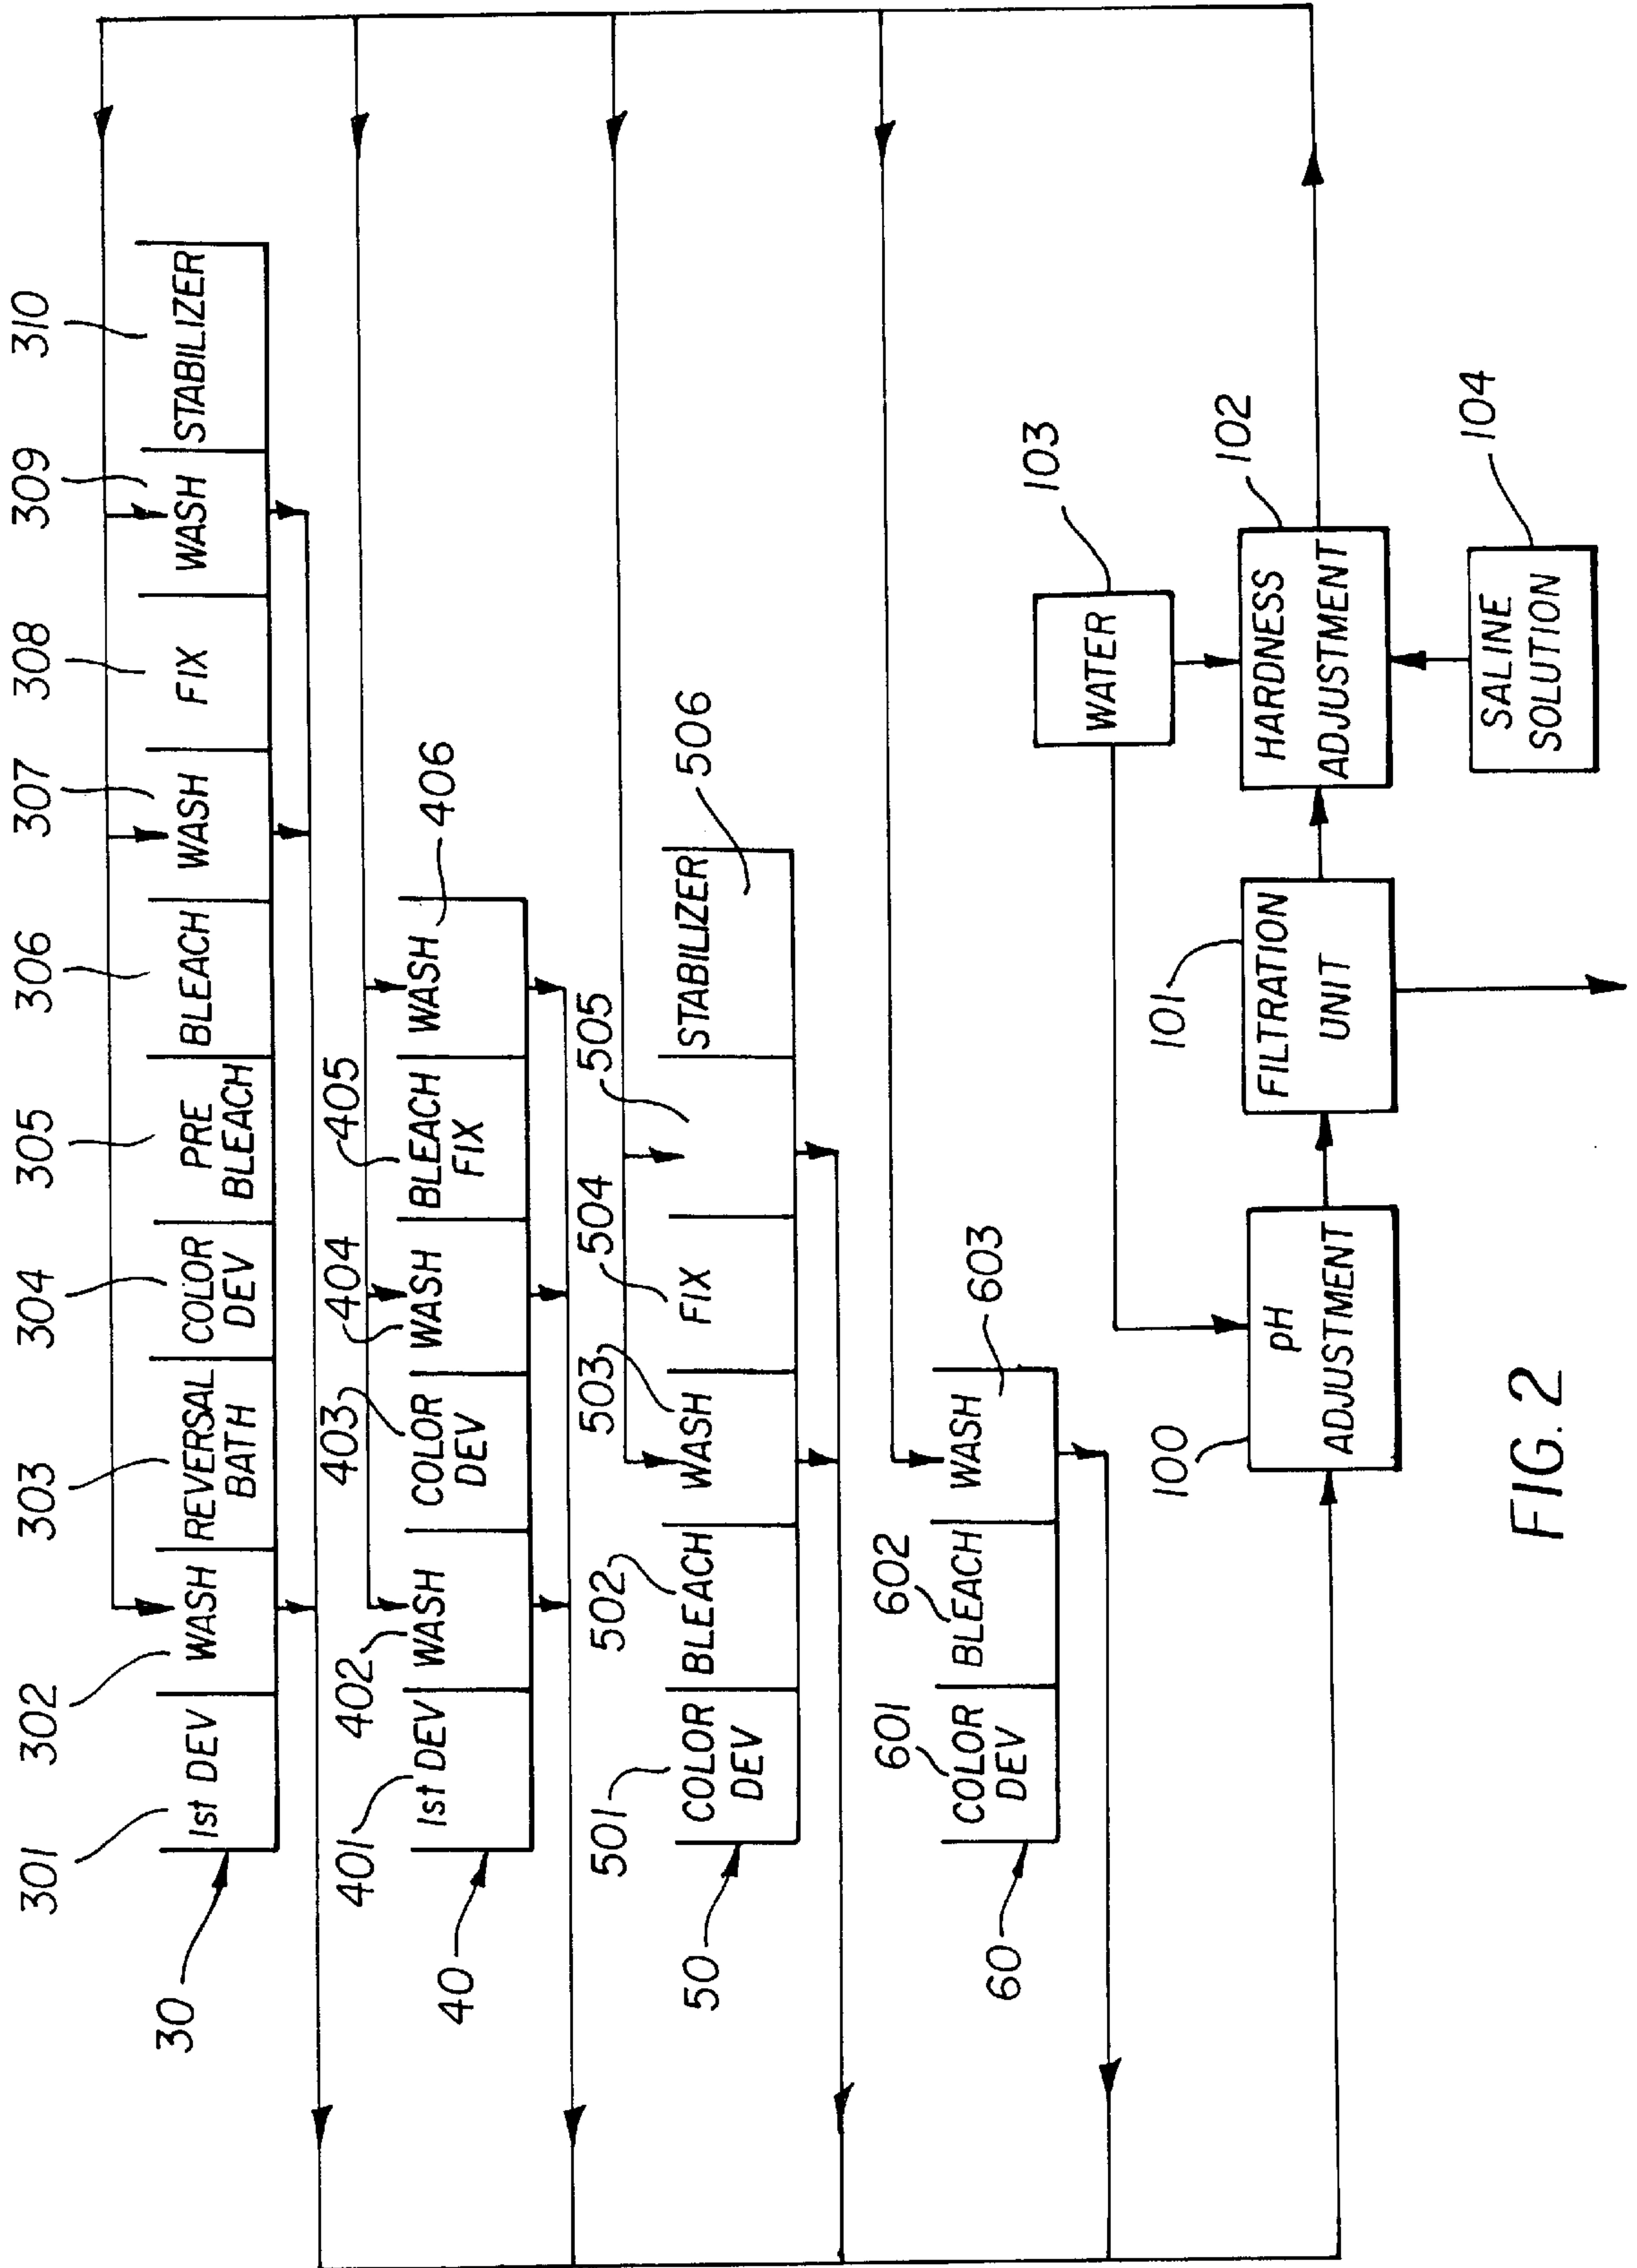 301
302
303
304
305
306
307
308
309
310
1st DEV
WASH
REVERSAL
BATH
COLOR
DEV
PRE
BLEACH
BLEACH
WASH
FIX
WASH
STABILIZER
30
401
402
403
404
405
406
1st DEV
WASH
COLOR
DEV
WASH
BLEACH
FIX
WASH
40
501
502
503
504
505
506
COLOR
DEV
BLEACH
WASH
FIX
STABILIZER
50
601
602
603
COLOR
DEV
BLEACH
WASH
60
WATER
103
100
pH
ADJUSTMENT
101
FILTRATION
UNIT
HARDNESS
ADJUSTMENT
102
SALINE
SOLUTION
104
FIG. 2